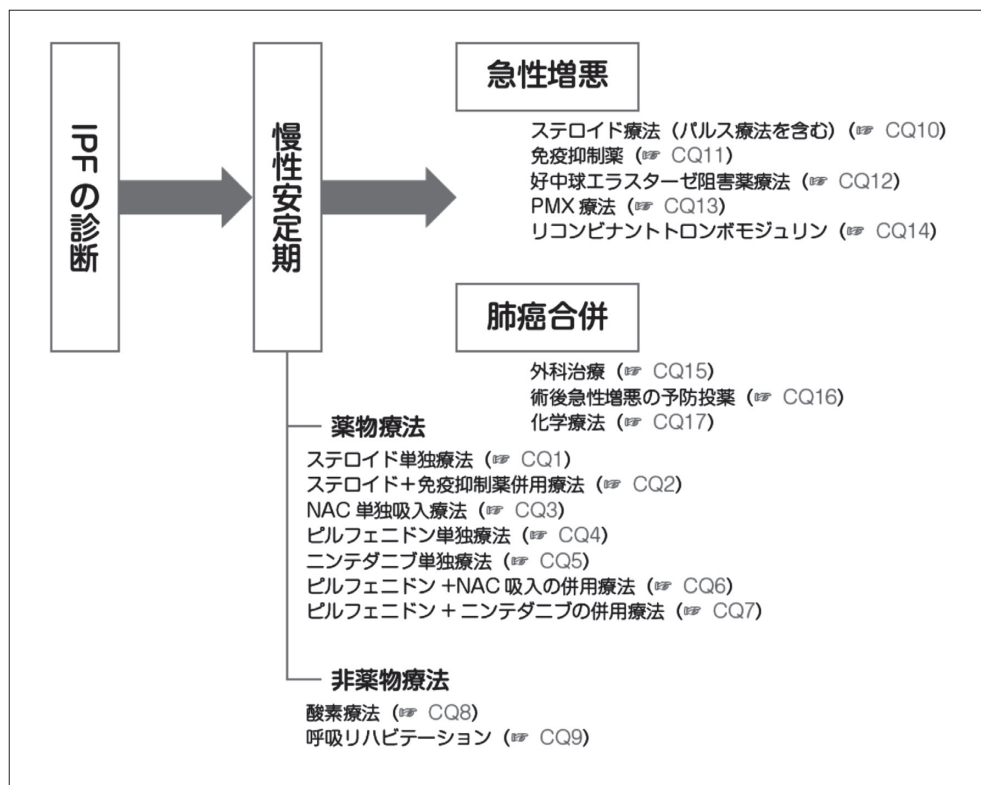 IPFの診断
慢性安定期
急性増悪
ステロイド療法（パルス療法を含む）（☞ CQ10）
免疫抑制薬（☞ CQ11）
好中球エラスターゼ阻害薬療法（☞ CQ12）
PMX 療法（☞ CQ13）
リコンビナントトロンボモジュリン（☞ CQ14）
肺癌合併
外科治療（☞ CQ15）
術後急性増悪の予防投薬（☞ CQ16）
化学療法（☞ CQ17）
薬物療法
ステロイド単独療法（☞ CQ1）
ステロイド＋免疫抑制薬併用療法（☞ CQ2）
NAC 単独吸入療法（☞ CQ3）
ピルフェニドン単独療法（☞ CQ4）
ニンテダニブ単独療法（☞ CQ5）
ピルフェニドン +NAC 吸入の併用療法（☞ CQ6）
ピルフェニドン + ニンテダニブの併用療法（☞ CQ7）
非薬物療法
酸素療法（☞ CQ8）
呼吸リハビテーション（☞ CQ9）